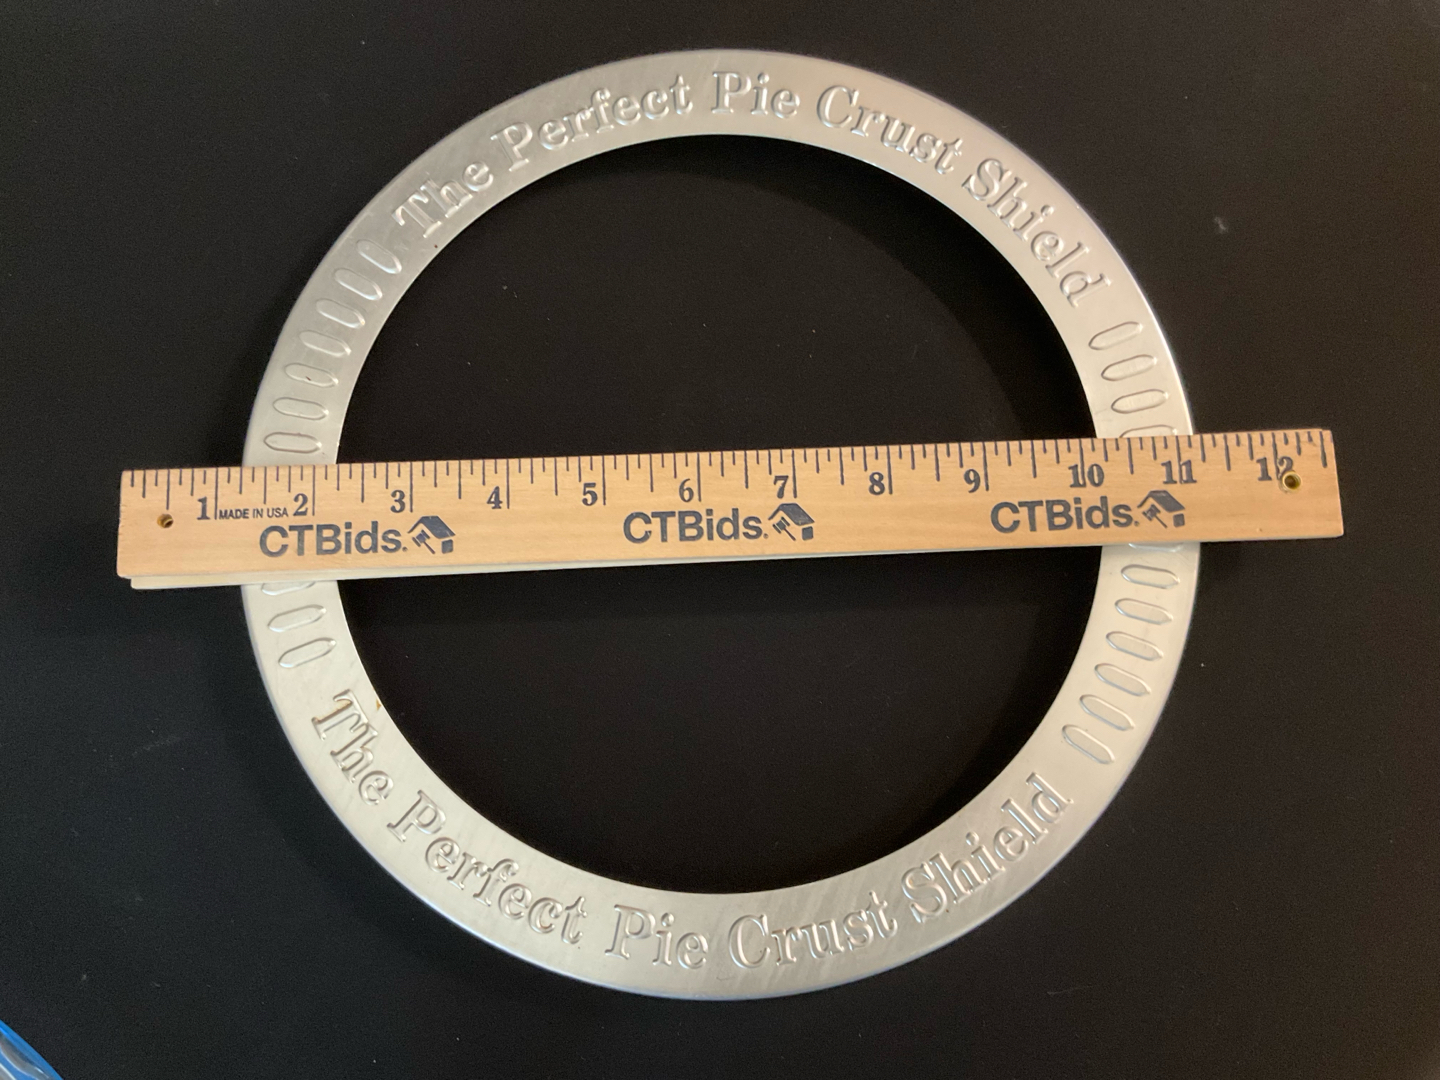 The Perfect Pie Crust Shield
1 2 3 4 5 6 7 8 9 10 11 12
MADE IN USA
CTBids. CTBids. CTBids.
The Perfect Pie Crust Shield